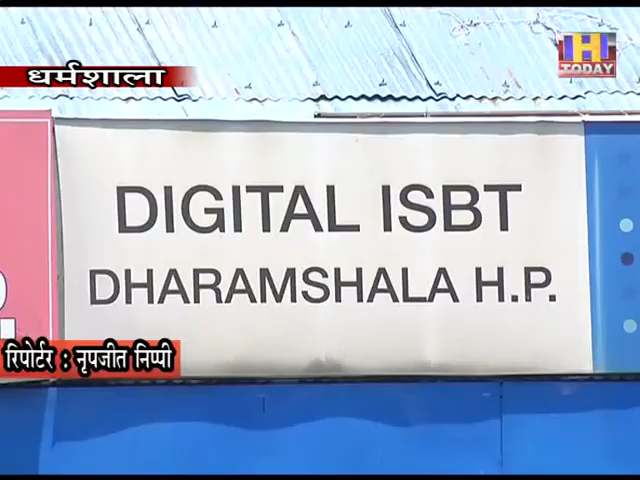 धर्मशाला
H
TODAY
DIGITAL ISBT
DHARAMSHALA H.P.
रिपोर्टर : नृपजीत निप्पी